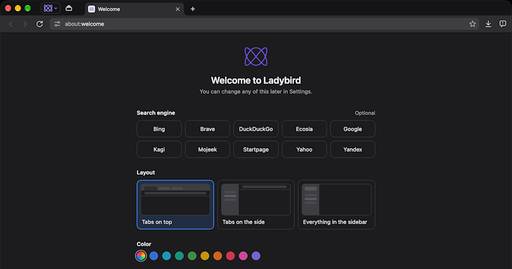 Welcome
about:welcome
Welcome to Ladybird
You can change any of this later in Settings.
Search engine Optional
Bing Brave DuckDuckGo Ecosia Google
Kagi Mojeek Startpage Yahoo Yandex
Layout
Tabs on top Tabs on the side Everything in the sidebar
Color